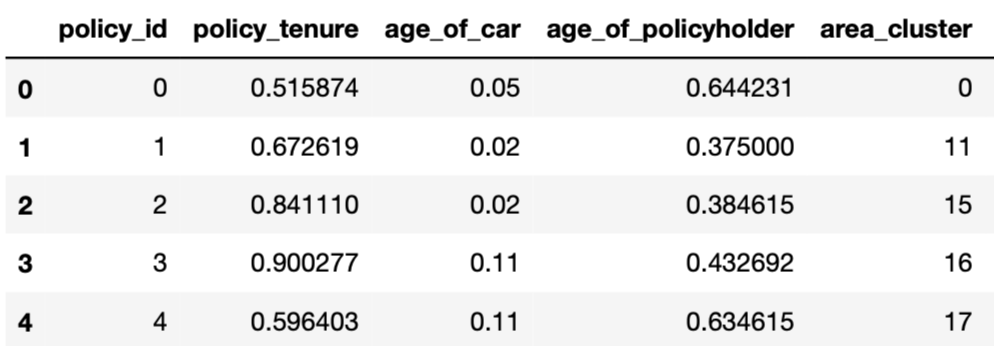 policy_id policy_tenure age_of_car age_of_policyholder area_cluster
0 0 0.515874 0.05 0.644231 0
1 1 0.672619 0.02 0.375000 11
2 2 0.841110 0.02 0.384615 15
3 3 0.900277 0.11 0.432692 16
4 4 0.596403 0.11 0.634615 17